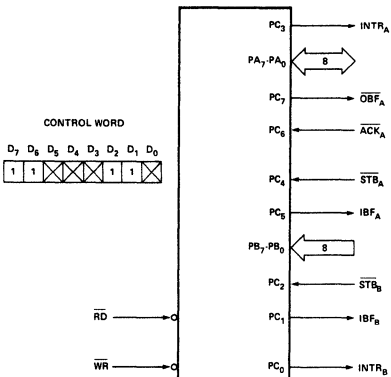 PC3 INTRA
PA7-PA0 8
PC7 OBFA
CONTROL WORD
PC6 ACKA
D7 D6 D5 D4 D3 D2 D1 D0
1 1 1 1
PC4 STBA
PC5 IBFA
PB7-PB0 8
PC2 STBB
RD PC1 IBFB
WR PC0 INTRB